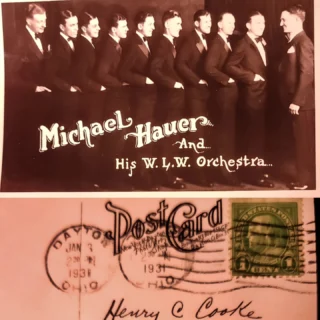 Michael Hauer
And
His W.L.W. Orchestra...
Post Card
DAYTON
JAN 3
1931
OHIO
1931
Henry C Cooke